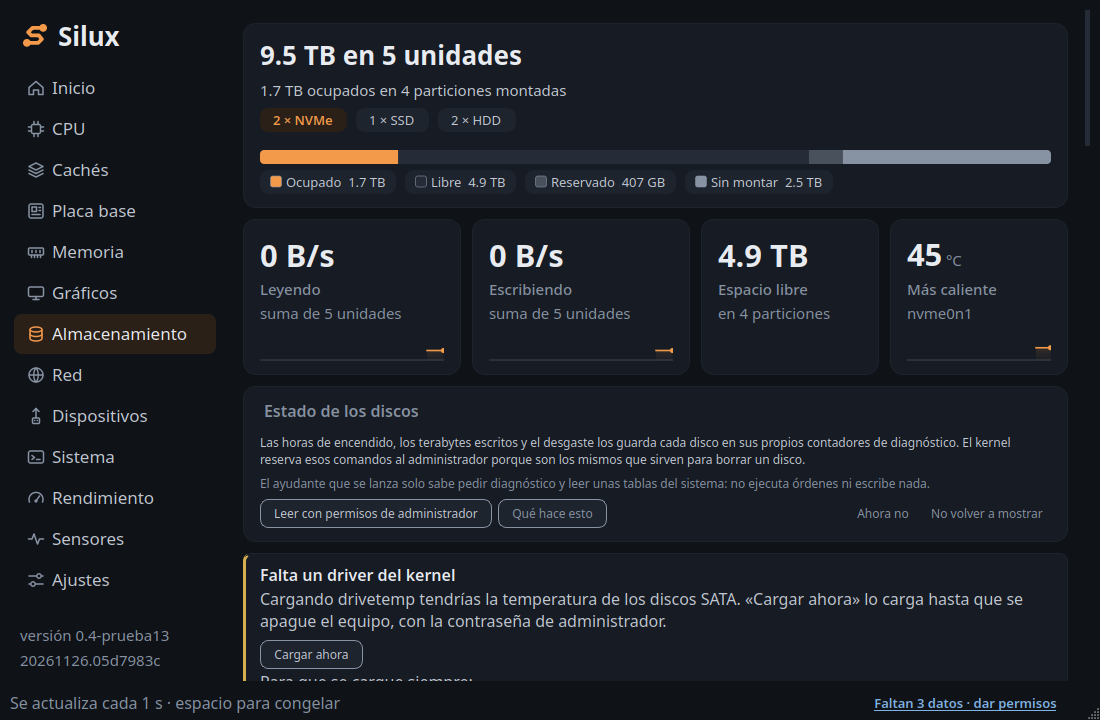 Silux
Inicio
CPU
Cachés
Placa base
Memoria
Gráficos
Almacenamiento
Red
Dispositivos
Sistema
Rendimiento
Sensores
Ajustes
versión 0.4-prueba13
20261126.05d7983c
9.5 TB en 5 unidades
1.7 TB ocupados en 4 particiones montadas
2 × NVMe
1 × SSD
2 × HDD
Ocupado 1.7 TB
Libre 4.9 TB
Reservado 407 GB
Sin montar 2.5 TB
0 B/s
Leyendo
suma de 5 unidades
0 B/s
Escribiendo
suma de 5 unidades
4.9 TB
Espacio libre
en 4 particiones
45 °C
Más caliente
nvme0n1
Estado de los discos
Las horas de encendido, los terabytes escritos y el desgaste los guarda cada disco en sus propios contadores de diagnóstico. El kernel
reserva esos comandos al administrador porque son los mismos que sirven para borrar un disco.
El ayudante que se lanza solo sabe pedir diagnóstico y leer unas tablas del sistema: no ejecuta órdenes ni escribe nada.
Leer con permisos de administrador
Qué hace esto
Ahora no
No volver a mostrar
Falta un driver del kernel
Cargando drivetemp tendrías la temperatura de los discos SATA. «Cargar ahora» lo carga hasta que se
apague el equipo, con la contraseña de administrador.
Cargar ahora
Para que se cargue siempre:
Se actualiza cada 1 s · espacio para congelar
Faltan 3 datos · dar permisos